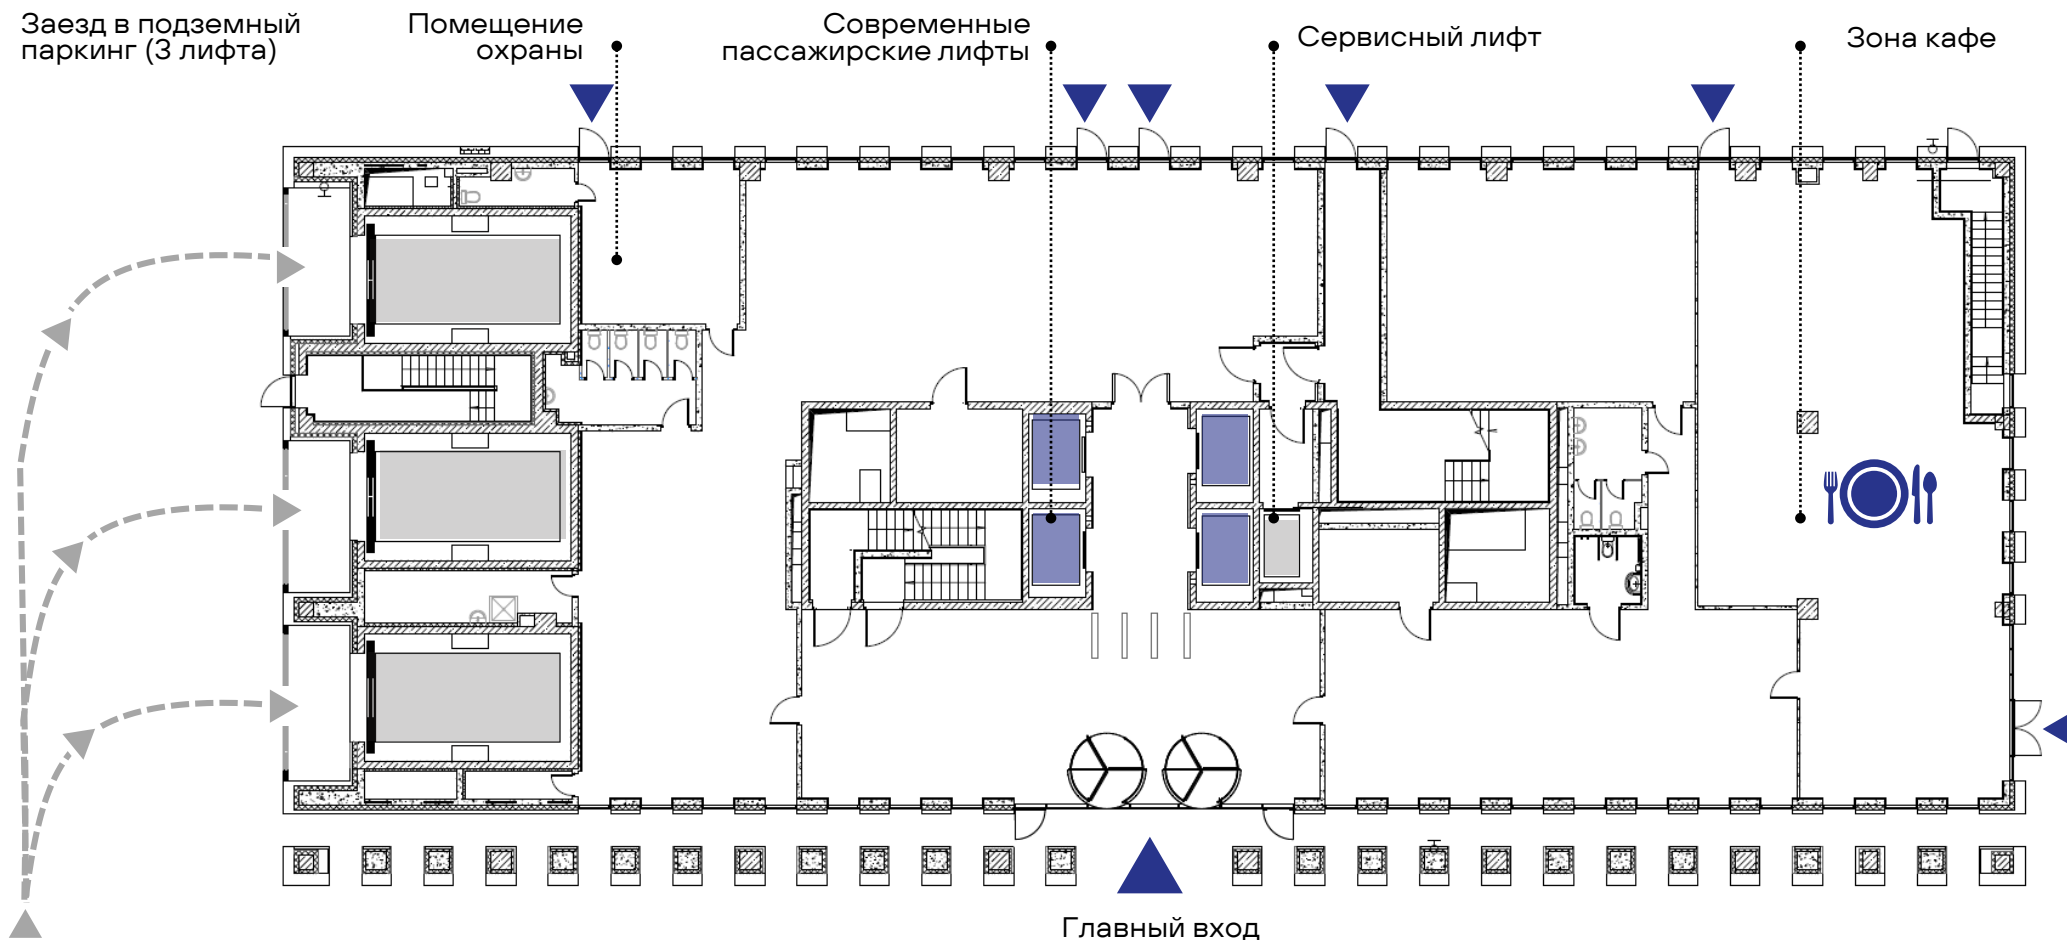 Заезд в подземный
паркинг (3 лифта)
Помещение
охраны
Современные
пассажирские лифты
Сервисный лифт
Зона кафе
Главный вход